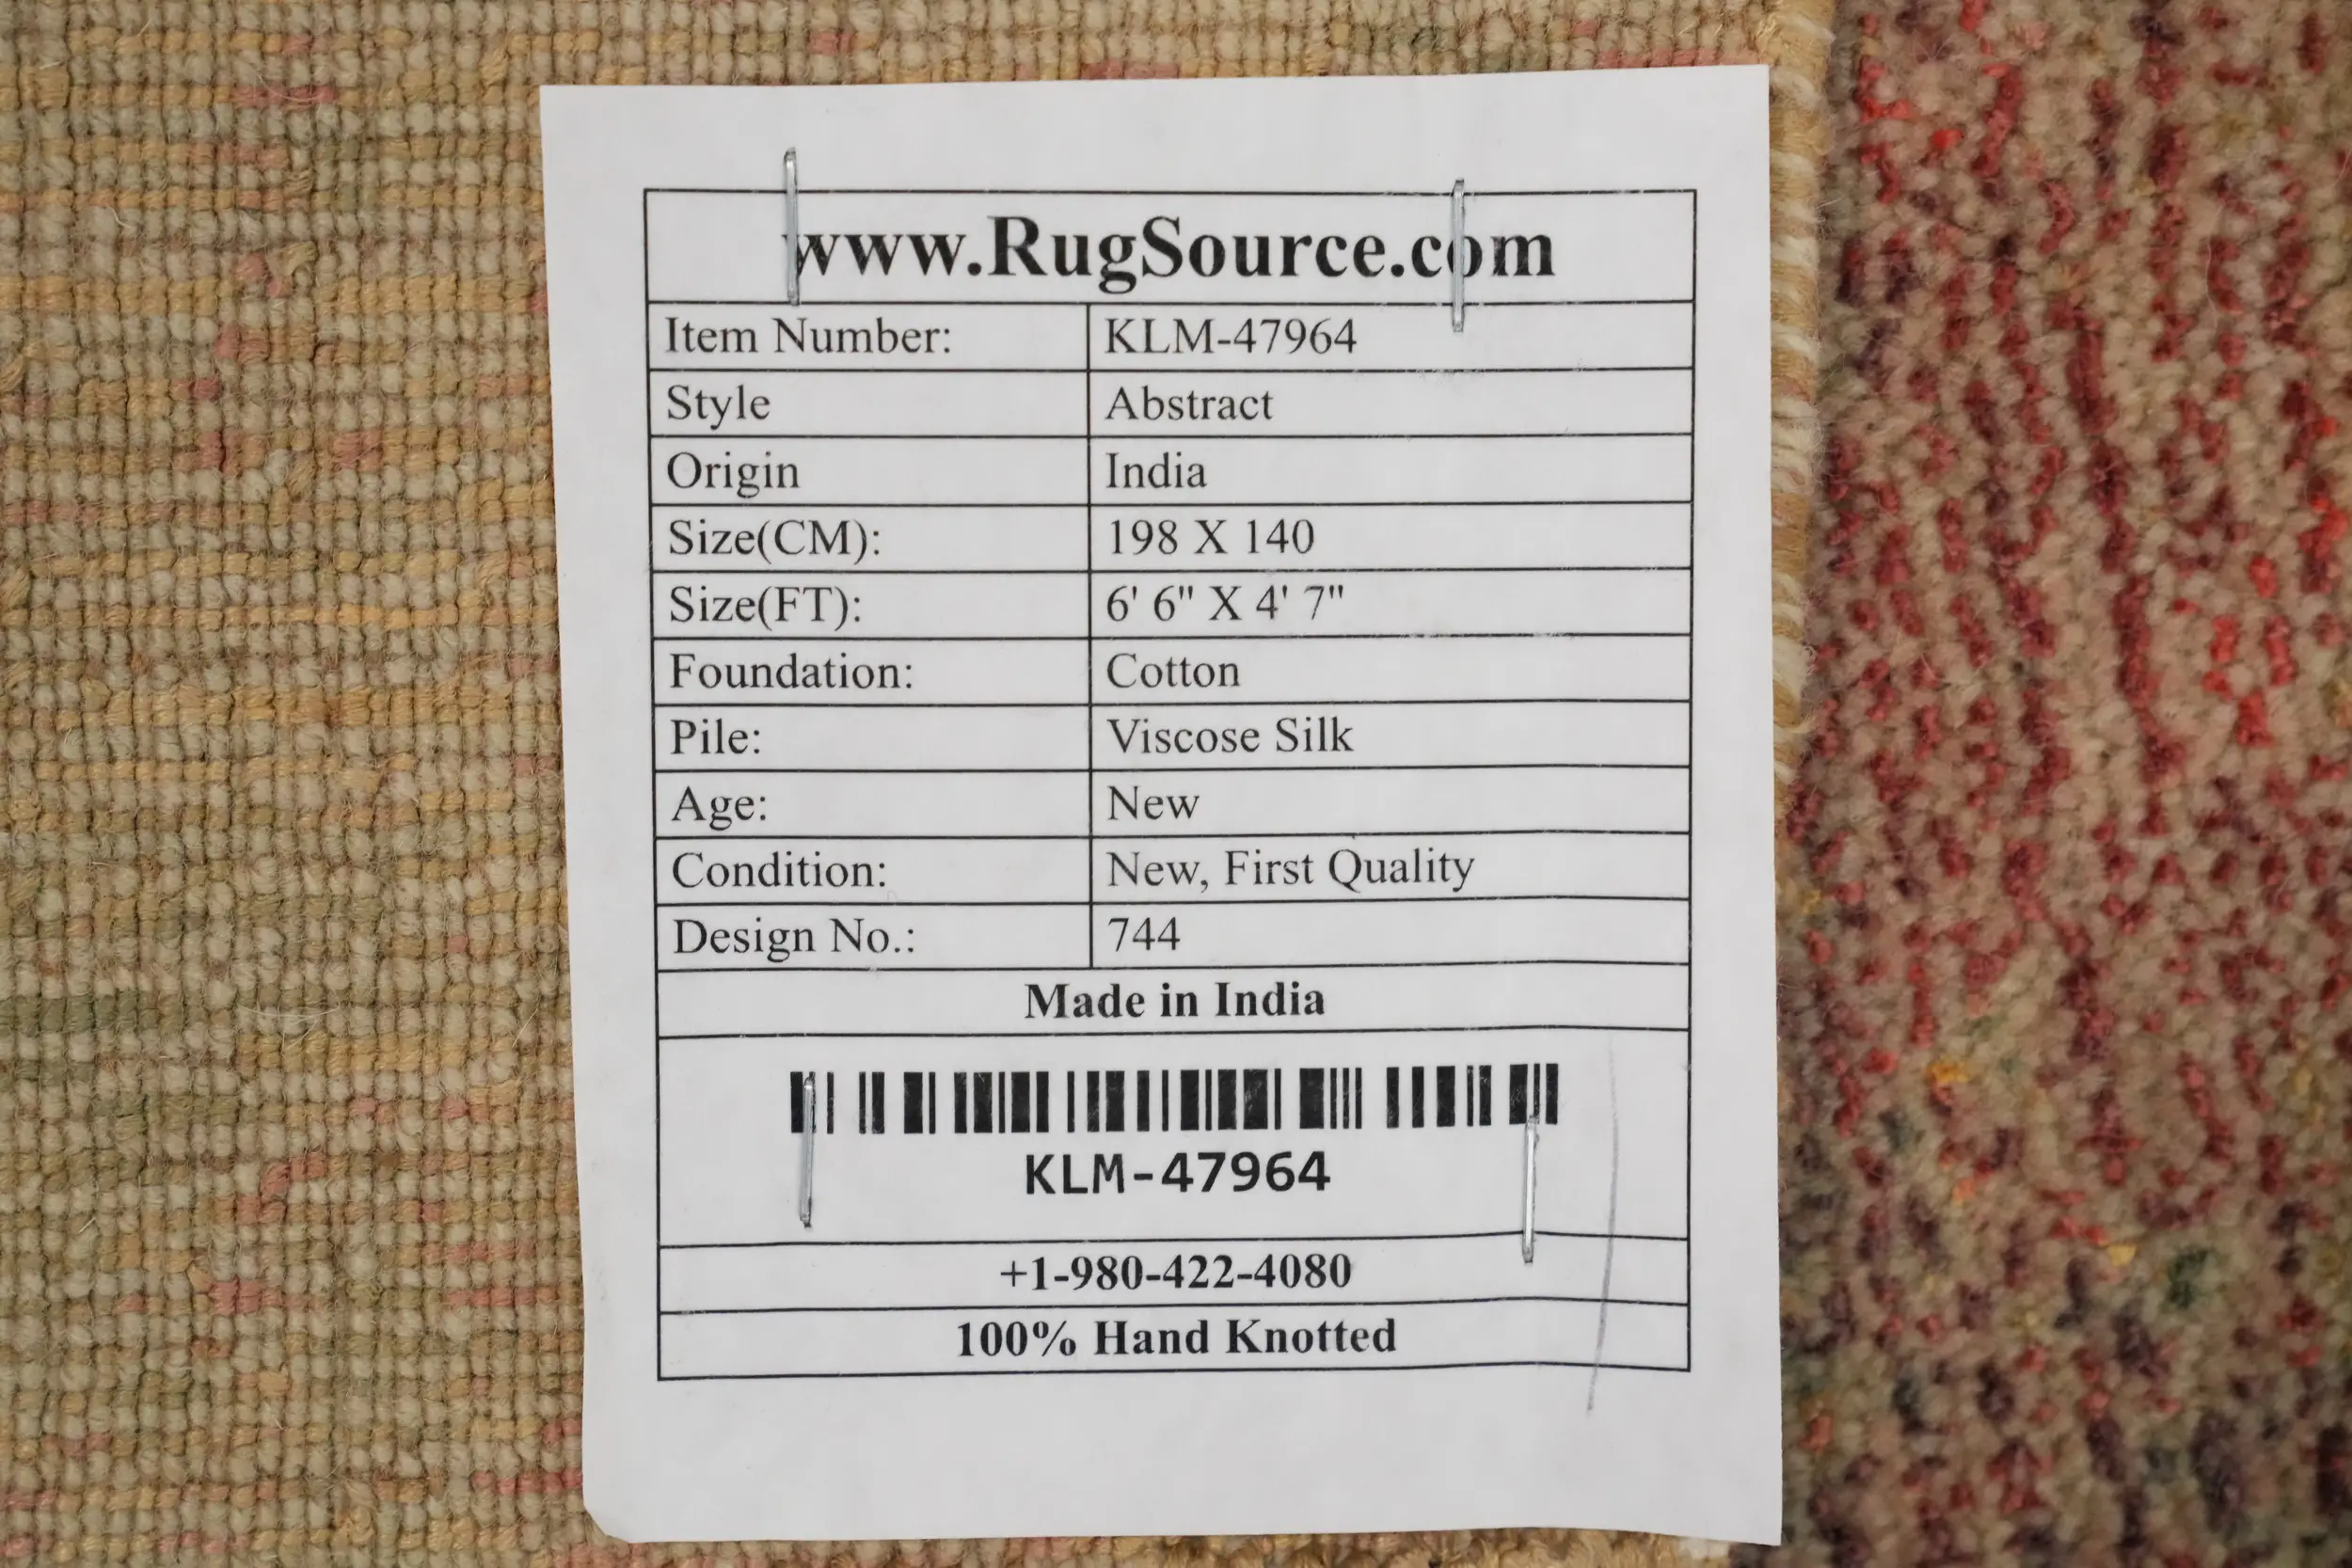 www.RugSource.com
Item Number: KLM-47964
Style Abstract
Origin India
Size(CM): 198 X 140
Size(FT): 6' 6" X 4' 7"
Foundation: Cotton
Pile: Viscose Silk
Age: New
Condition: New, First Quality
Design No.: 744
Made in India
KLM-47964
+1-980-422-4080
100% Hand Knotted